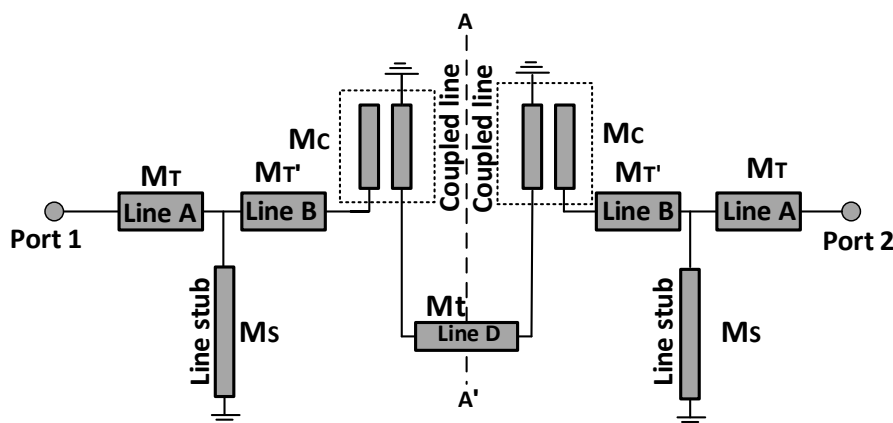 A
Coupled line
Coupled line
Mc
Mc
MT
MT'
MT'
MT
Line A
Line B
Line B
Line A
Port 1
Port 2
Line stub
Ms
Mt
Line D
Line stub
Ms
A'